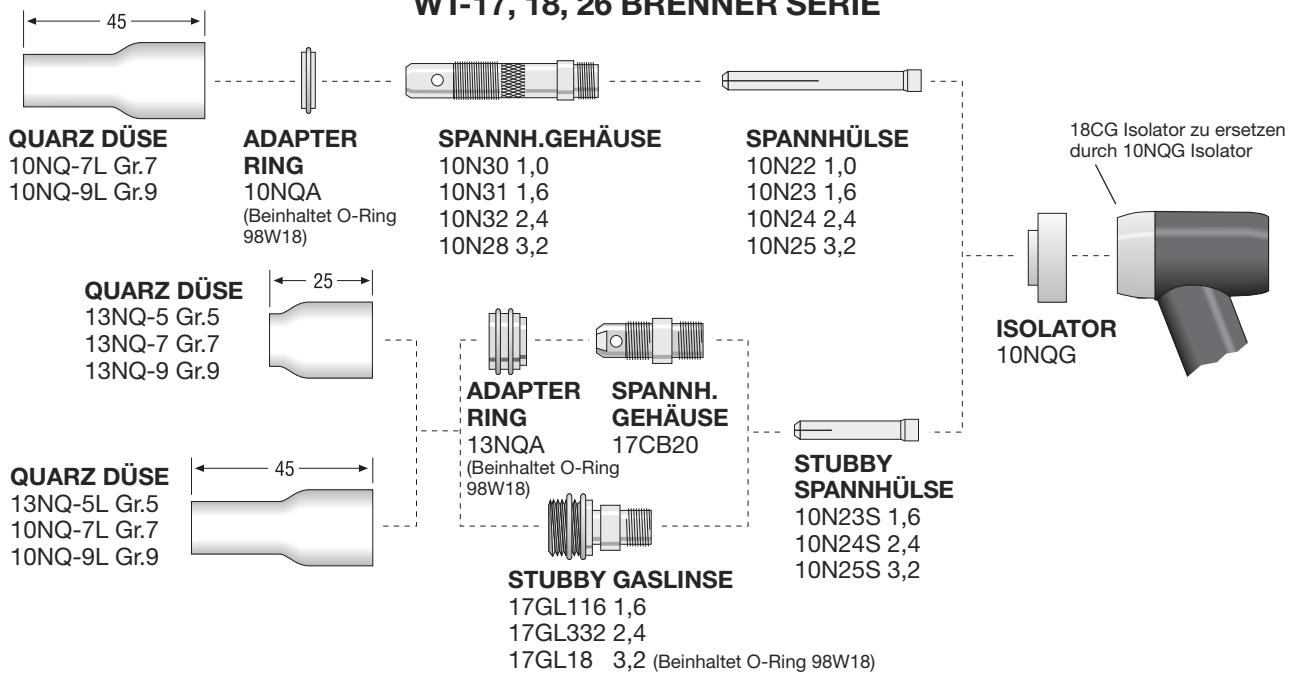 WT-17, 18, 26 BRENNER SERIE
45
QUARZ DÜSE
10NQ-7L Gr.7
10NQ-9L Gr.9
ADAPTER
RING
10NQA
(Beinhaltet O-Ring
98W18)
SPANNH.GEHÄUSE
10N30 1,0
10N31 1,6
10N32 2,4
10N28 3,2
SPANNHÜLSE
10N22 1,0
10N23 1,6
10N24 2,4
10N25 3,2
18CG Isolator zu ersetzen
durch 10NQG Isolator
ISOLATOR
10NQG
25
QUARZ DÜSE
13NQ-5 Gr.5
13NQ-7 Gr.7
13NQ-9 Gr.9
ADAPTER
RING
13NQA
(Beinhaltet O-Ring
98W18)
SPANNH.
GEHÄUSE
17CB20
45
QUARZ DÜSE
13NQ-5L Gr.5
10NQ-7L Gr.7
10NQ-9L Gr.9
STUBBY
SPANNHÜLSE
10N23S 1,6
10N24S 2,4
10N25S 3,2
STUBBY GASLINSE
17GL116 1,6
17GL332 2,4
17GL18 3,2 (Beinhaltet O-Ring 98W18)